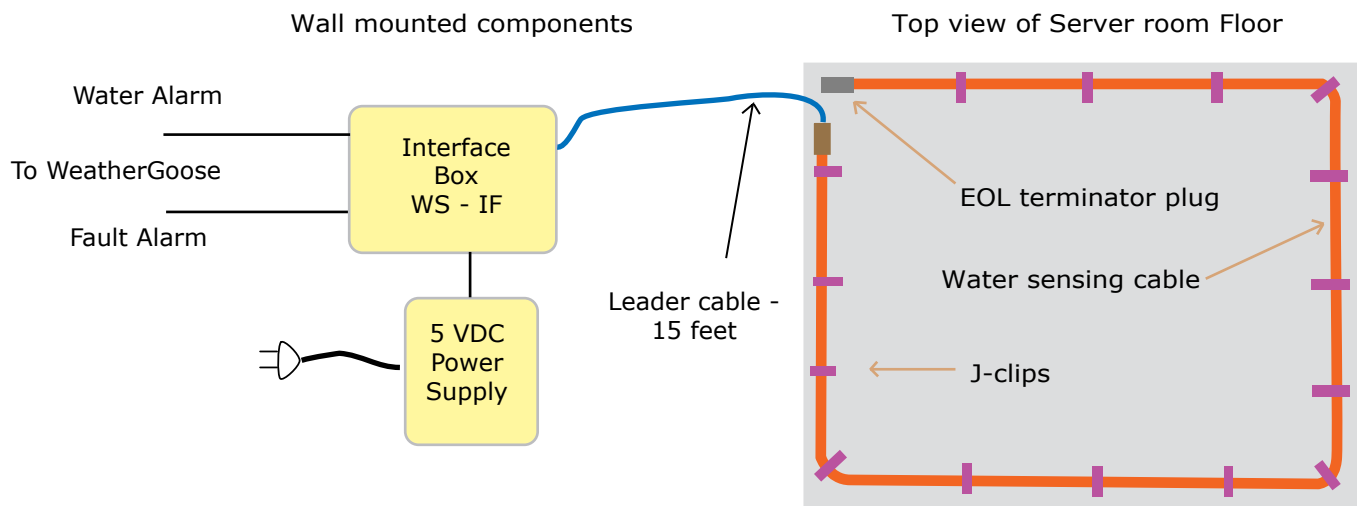 Wall mounted components
Top view of Server room Floor
Water Alarm
To WeatherGoose
Fault Alarm
Interface
Box
WS - IF
5 VDC
Power
Supply
Leader cable -
15 feet
EOL terminator plug
Water sensing cable
J-clips